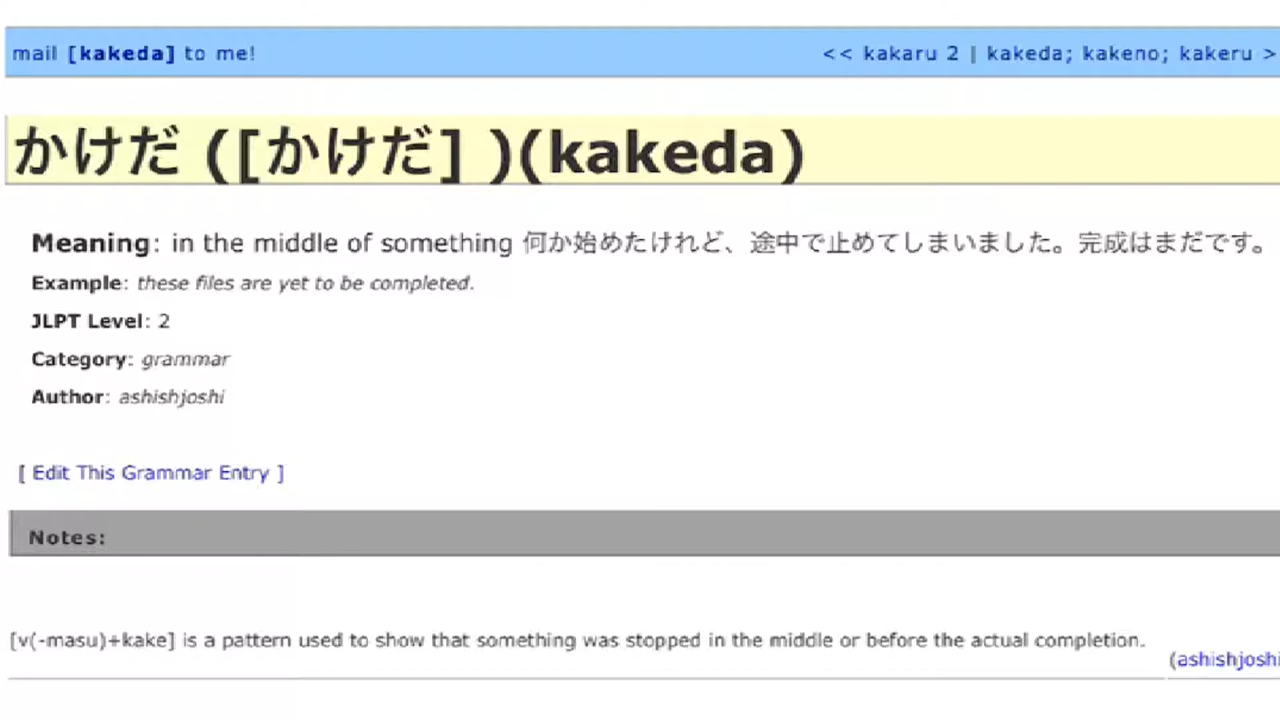 mail [kakeda] to me! << kakaru 2 | kakeda; kakeno; kakeru >
かけだ ([かけだ] )(kakeda)
Meaning: in the middle of something 何か始めたけれど、途中で止めてしまいました。完成はまだです。
Example: these files are yet to be completed.
JLPT Level: 2
Category: grammar
Author: ashishjoshi
[ Edit This Grammar Entry ]
Notes:
[v(-masu)+kake] is a pattern used to show that something was stopped in the middle or before the actual completion.
(ashishjoshi